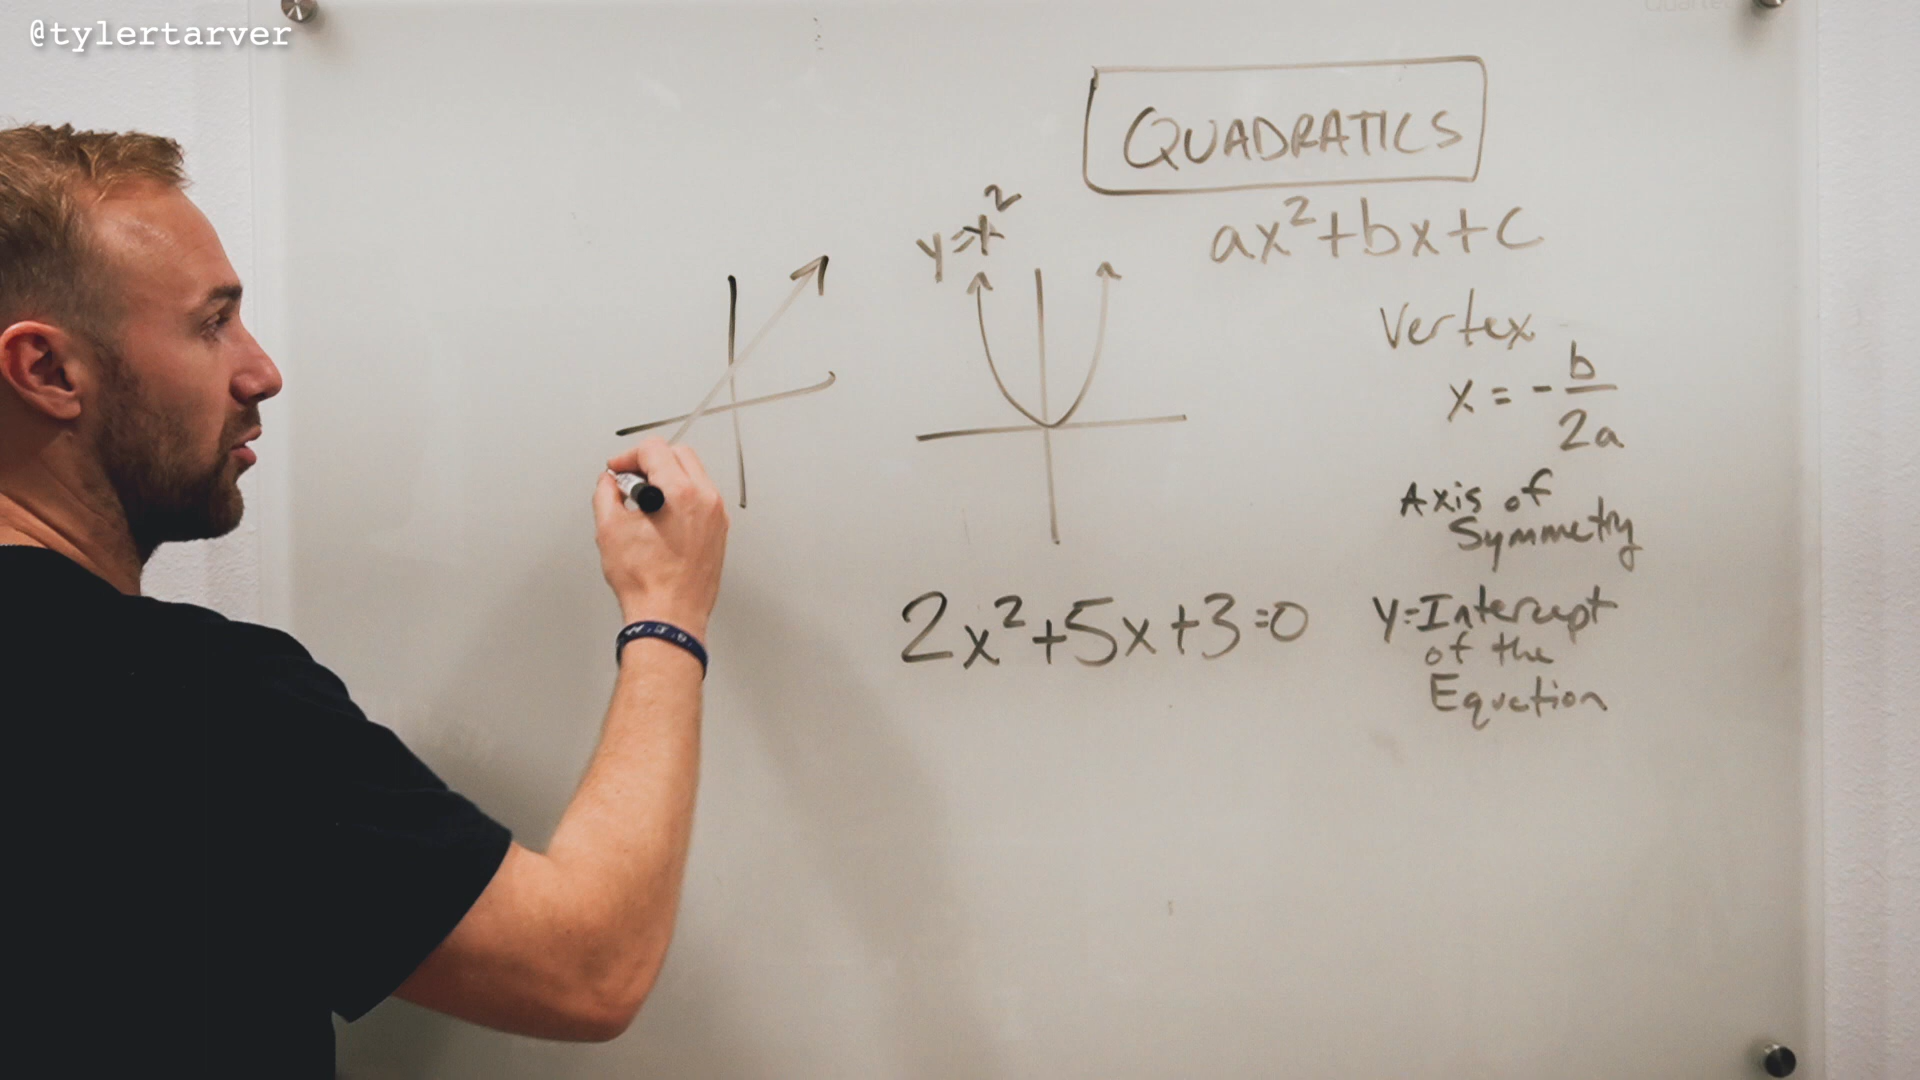 @tylertarver
QUADRATICS
y=x²
ax²+bx+c
Vertex
x = - b/2a
Axis of
Symmetry
2x²+5x+3=0
y=Intercept
of the
Equation